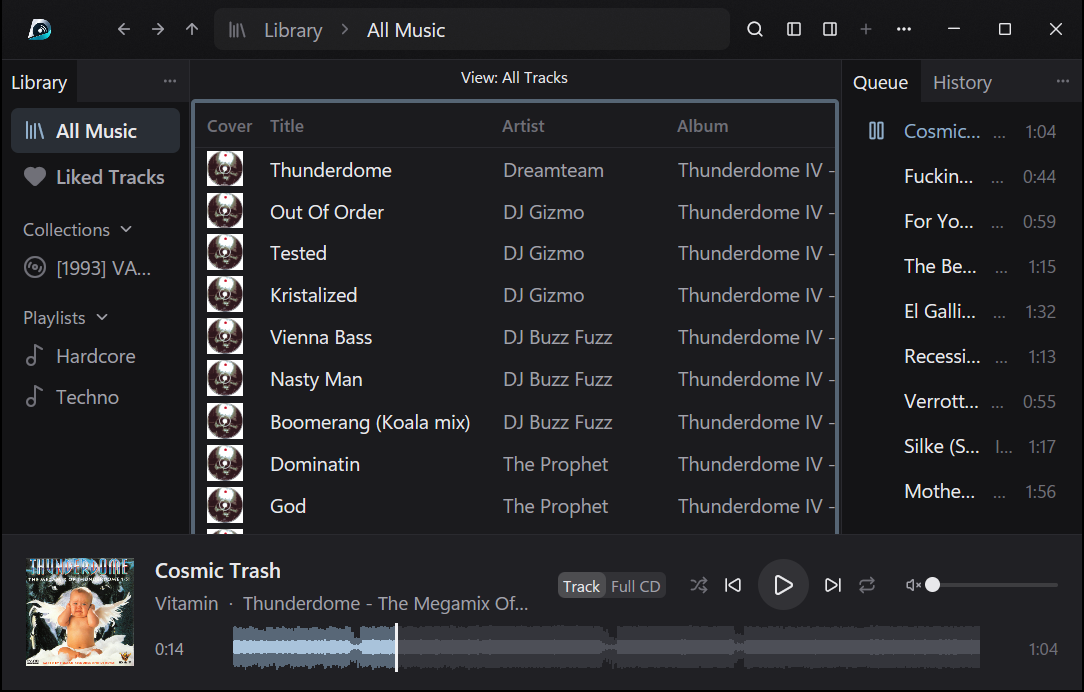 Library > All Music
Library
View: All Tracks
Queue
History
All Music
Liked Tracks
Collections
[1993] VA...
Playlists
Hardcore
Techno
Cover Title Artist Album
Thunderdome Dreamteam Thunderdome IV -
Out Of Order DJ Gizmo Thunderdome IV -
Tested DJ Gizmo Thunderdome IV -
Kristalized DJ Gizmo Thunderdome IV -
Vienna Bass DJ Buzz Fuzz Thunderdome IV -
Nasty Man DJ Buzz Fuzz Thunderdome IV -
Boomerang (Koala mix) DJ Buzz Fuzz Thunderdome IV -
Dominatin The Prophet Thunderdome IV -
God The Prophet Thunderdome IV -
Cosmic... ... 1:04
Fuckin... ... 0:44
For Yo... ... 0:59
The Be... ... 1:15
El Galli... ... 1:32
Recessi... ... 1:13
Verrott... ... 0:55
Silke (S... I... 1:17
Mothe... ... 1:56
THUNDERDOME
THE MEGAMIX OF THUNDERDOME
Cosmic Trash
Vitamin · Thunderdome - The Megamix Of...
Track Full CD
0:14
1:04